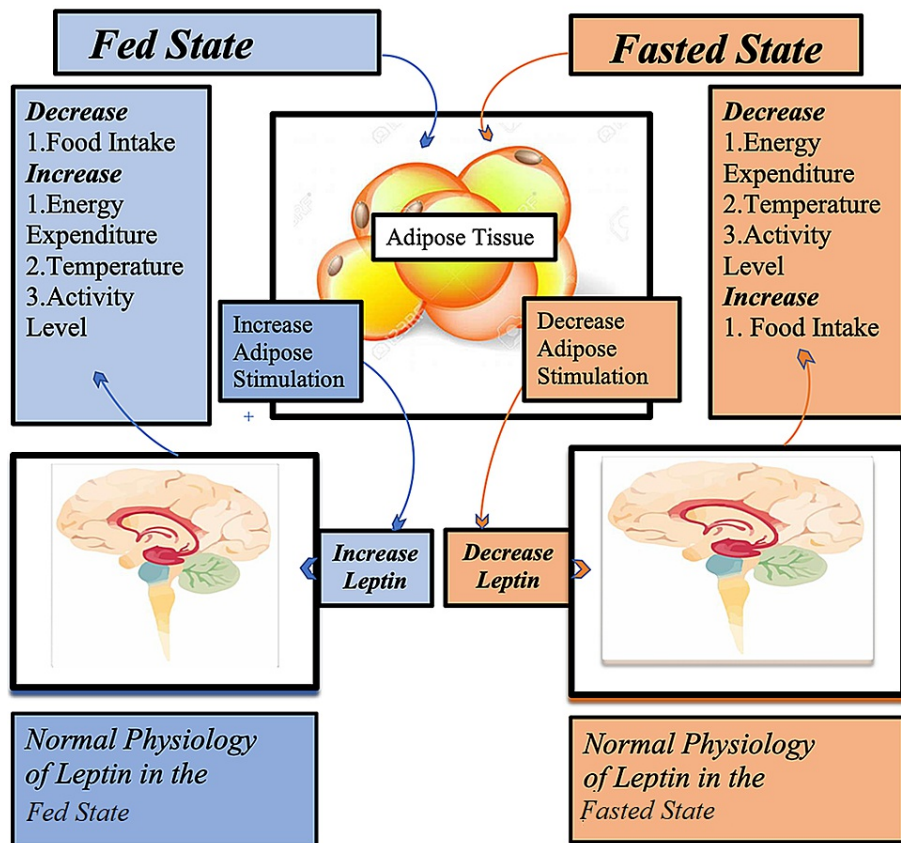 Fed State
Fasted State
Decrease
1.Food Intake
Increase
1.Energy
Expenditure
2.Temperature
3.Activity
Level
Adipose Tissue
Increase
Adipose
Stimulation
Decrease
Adipose
Stimulation
Decrease
1.Energy
Expenditure
2.Temperature
3.Activity
Level
Increase
1. Food Intake
+
Increase
Leptin
Decrease
Leptin
Normal Physiology
of Leptin in the
Fed State
Normal Physiology
of Leptin in the
Fasted State